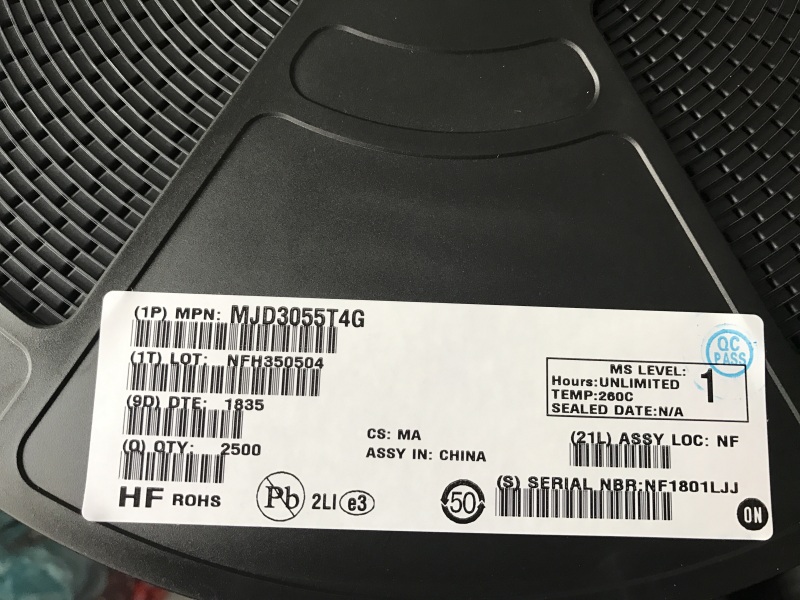 (1P) MPN: MJD3055T4G
(1T) LOT: NFH350504
(9D) DTE: 1835
(Q) QTY: 2500
HF ROHS
Pb
2LI e3
CS: MA
ASSY IN: CHINA
50
QC
PASS
MS LEVEL: 1
Hours:UNLIMITED
TEMP:260C
SEALED DATE:N/A
(21L) ASSY LOC: NF
(S) SERIAL NBR:NF1801LJJ
ON